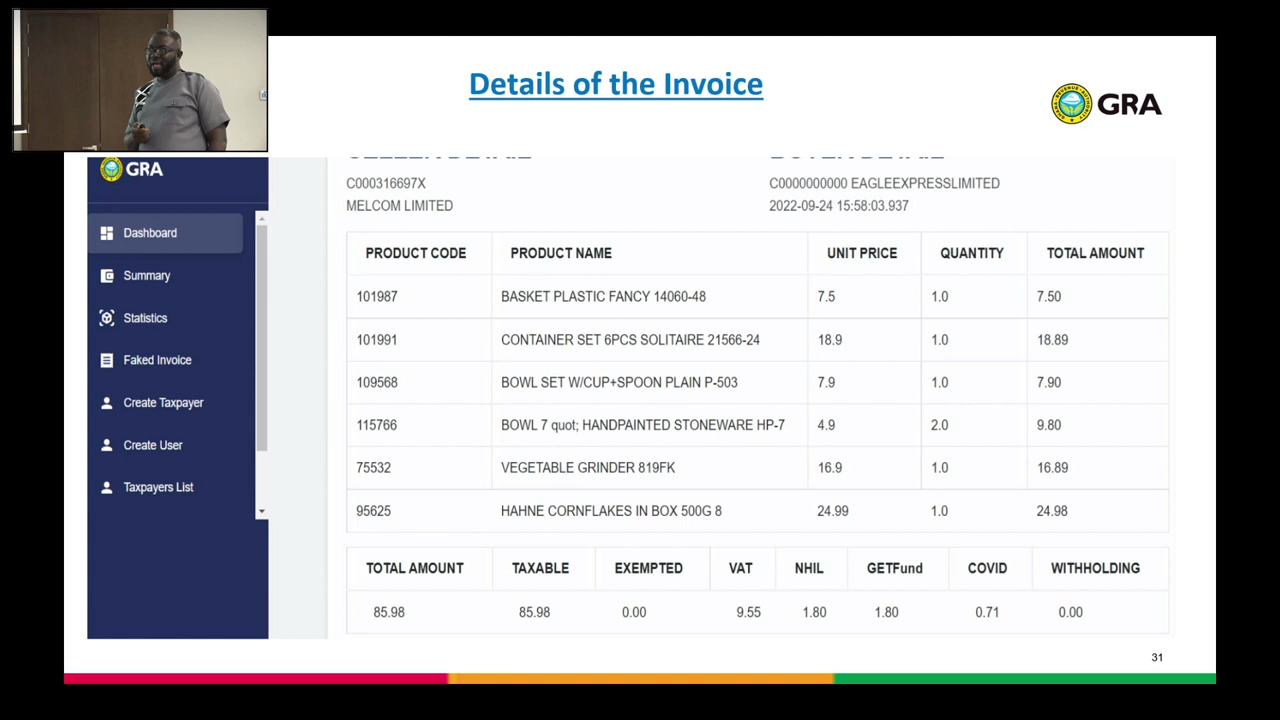 Details of the Invoice
GRA
GRA
Dashboard
Summary
Statistics
Faked Invoice
Create Taxpayer
Create User
Taxpayers List
C000316697X
MELCOM LIMITED
C0000000000 EAGLEEXPRESSLIMITED
2022-09-24 15:58:03.937
PRODUCT CODE PRODUCT NAME UNIT PRICE QUANTITY TOTAL AMOUNT
101987 BASKET PLASTIC FANCY 14060-48 7.5 1.0 7.50
101991 CONTAINER SET 6PCS SOLITAIRE 21566-24 18.9 1.0 18.89
109568 BOWL SET W/CUP+SPOON PLAIN P-503 7.9 1.0 7.90
115766 BOWL 7 quot; HANDPAINTED STONEWARE HP-7 4.9 2.0 9.80
75532 VEGETABLE GRINDER 819FK 16.9 1.0 16.89
95625 HAHNE CORNFLAKES IN BOX 500G 8 24.99 1.0 24.98
TOTAL AMOUNT TAXABLE EXEMPTED VAT NHIL GETFund COVID WITHHOLDING
85.98 85.98 0.00 9.55 1.80 1.80 0.71 0.00
31